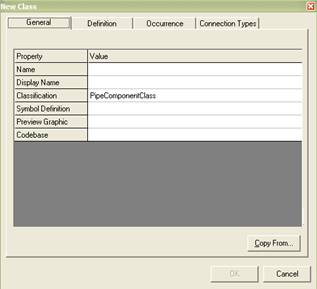 New Class
General Definition Occurrence Connection Types
Property Value
Name
Display Name
Classification PipeComponentClass
Symbol Definition
Preview Graphic
Codebase
Copy From...
OK Cancel